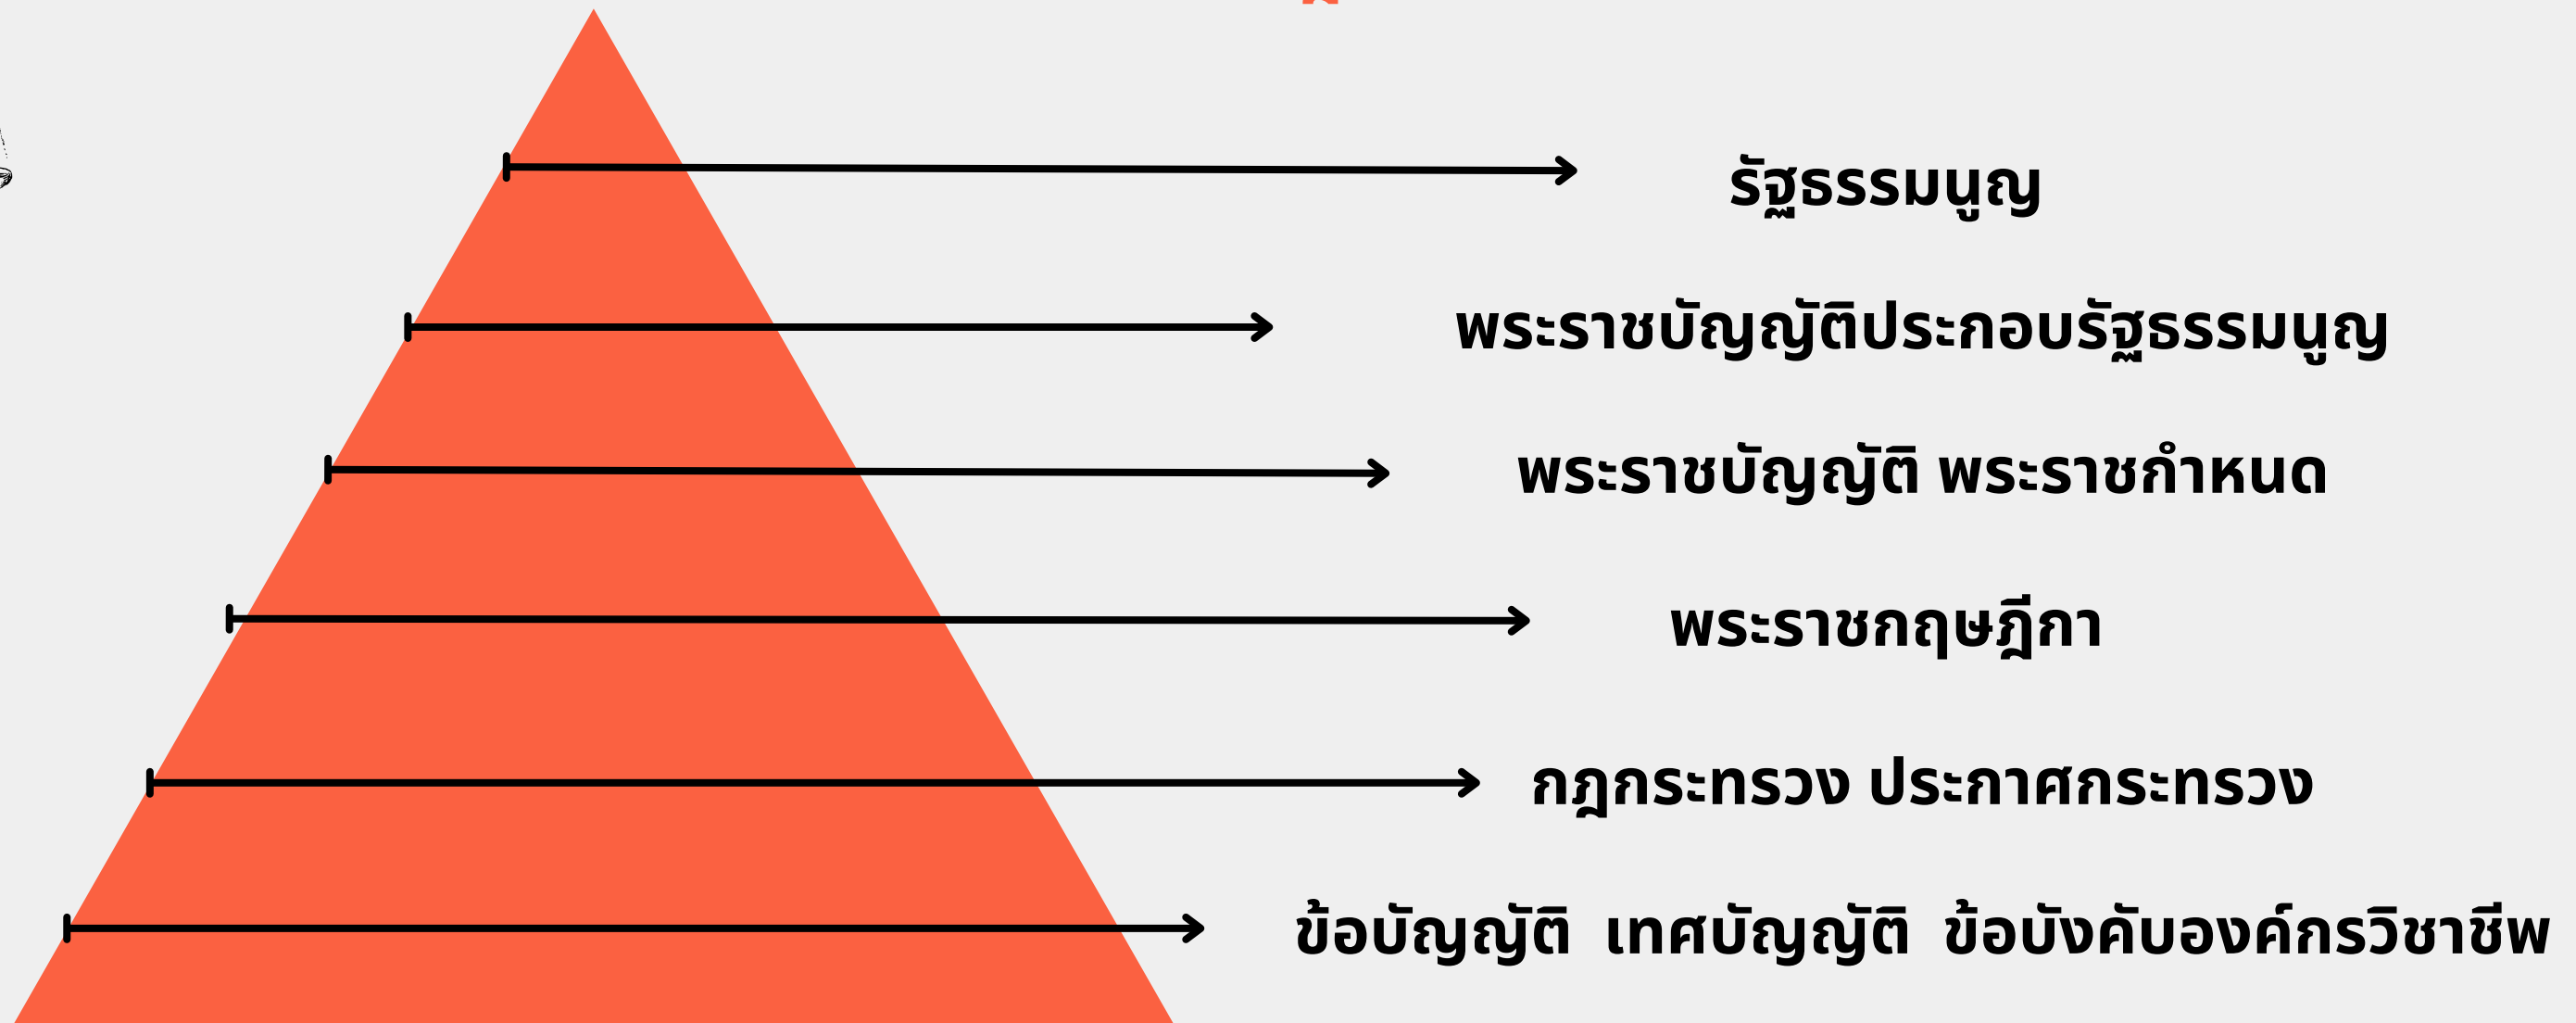 รัฐธรรมนูญ
พระราชบัญญัติประกอบรัฐธรรมนูญ
พระราชบัญญัติ พระราชกำหนด
พระราชกฤษฎีกา
กฎกระทรวง ประกาศกระทรวง
ข้อบัญญัติ เทศบัญญัติ ข้อบังคับองค์กรวิชาชีพ